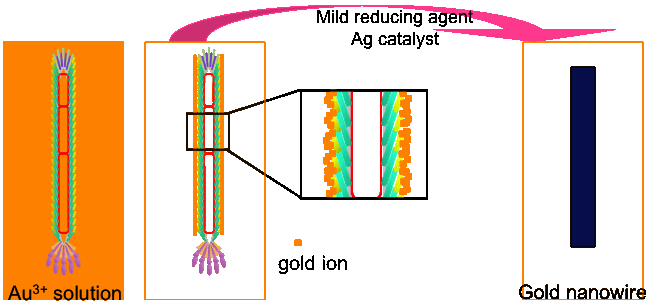 Mild reducing agent
Ag catalyst
gold ion
Au³⁺ solution
Gold nanowire